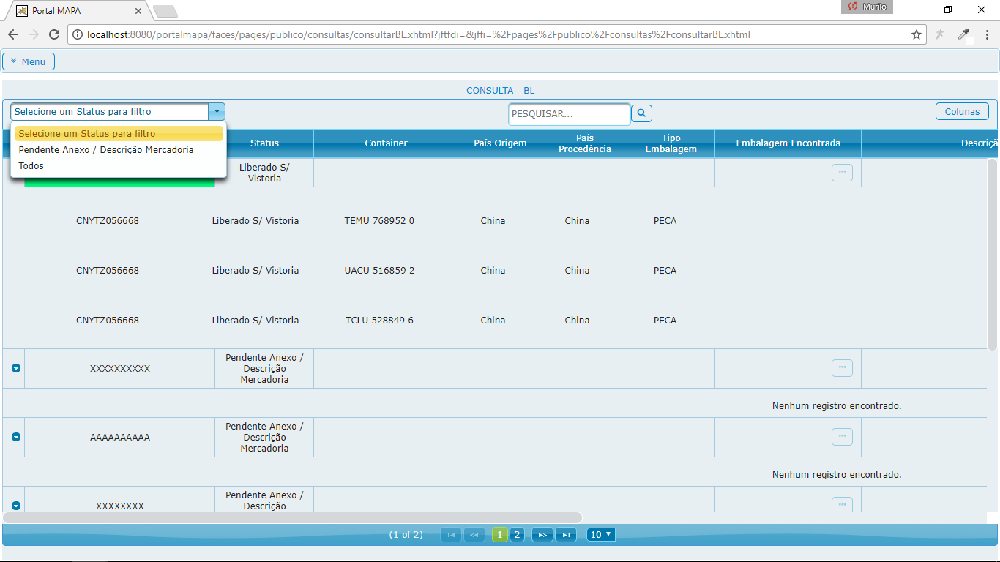 Portal MAPA
Murilo
localhost:8080/portalmapa/faces/pages/publico/consultas/consultarBL.xhtml?jftfdi=&jffi=%2Fpages%2Fpublico%2Fconsultas%2FconsultarBL.xhtml
Menu
CONSULTA - BL
Selecione um Status para filtro
PESQUISAR...
Colunas
Selecione um Status para filtro
Pendente Anexo / Descrição Mercadoria
Todos
Status
Container
País Origem
País
Procedência
Tipo
Embalagem
Embalagem Encontrada
Descriçã
Liberado S/
Vistoria
CNYTZ056668 Liberado S/ Vistoria TEMU 768952 0 China China PECA
CNYTZ056668 Liberado S/ Vistoria UACU 516859 2 China China PECA
CNYTZ056668 Liberado S/ Vistoria TCLU 528849 6 China China PECA
XXXXXXXXXX
Pendente Anexo /
Descrição
Mercadoria
Nenhum registro encontrado.
AAAAAAAAAA
Pendente Anexo /
Descrição
Mercadoria
Nenhum registro encontrado.
XXXXXXXX
Pendente Anexo /
Descrição
(1 of 2) 1 2 10